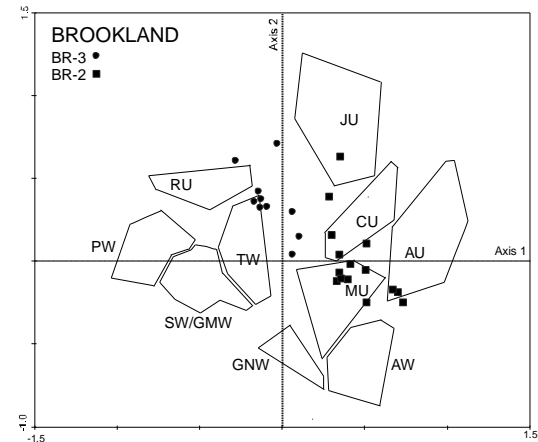 1.5
BROOKLAND
BR-3
BR-2
Axis 2
JU
RU
CU
PW
TW
AU
Axis 1
MU
SW/GMW
GNW
AW
-1.0
-1.5
1.5